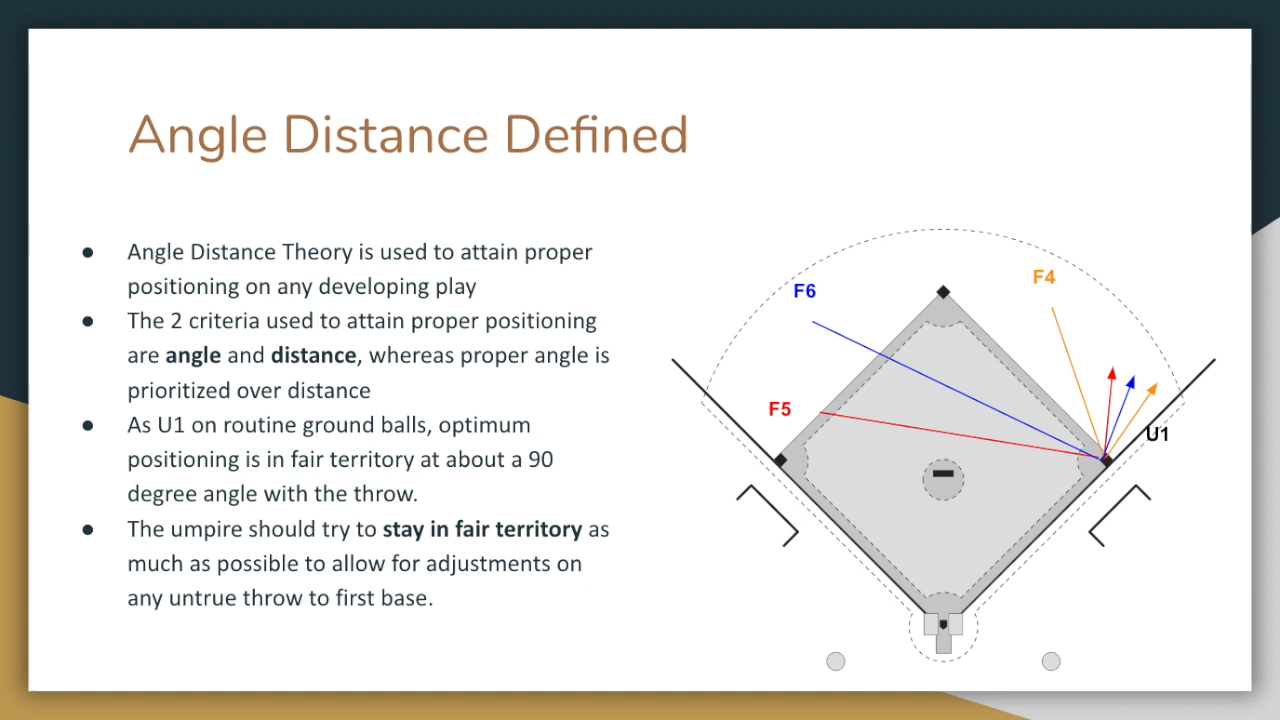 Angle Distance Defined
● Angle Distance Theory is used to attain proper
positioning on any developing play
● The 2 criteria used to attain proper positioning
are angle and distance, whereas proper angle is
prioritized over distance
● As U1 on routine ground balls, optimum
positioning is in fair territory at about a 90
degree angle with the throw.
● The umpire should try to stay in fair territory as
much as possible to allow for adjustments on
any untrue throw to first base.
F4
F6
F5
U1